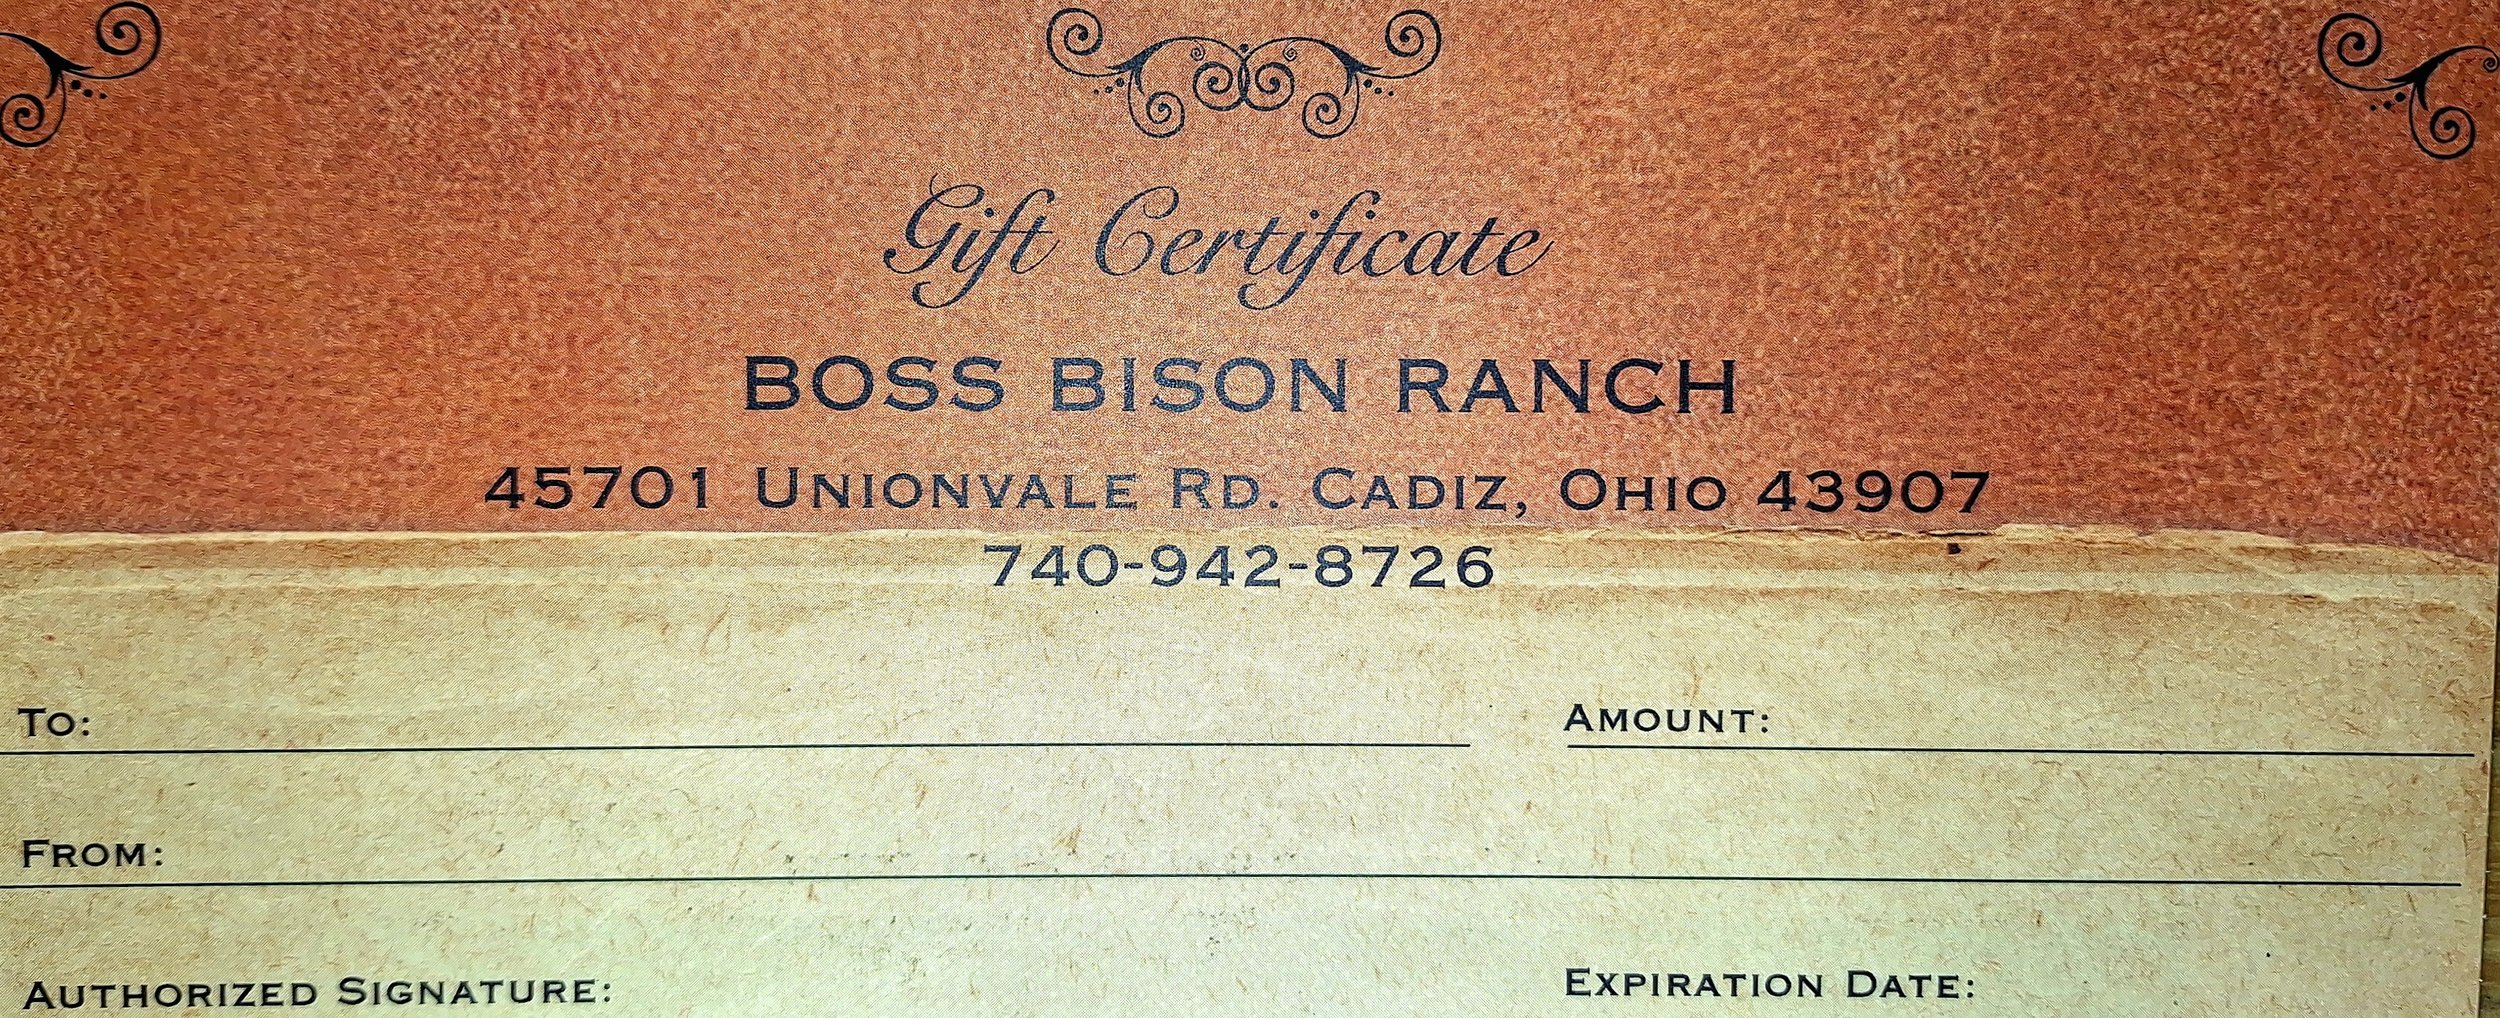 Gift Certificate
BOSS BISON RANCH
45701 UNIONVALE RD. CADIZ, OHIO 43907
740-942-8726
TO: AMOUNT:
FROM:
AUTHORIZED SIGNATURE: EXPIRATION DATE: